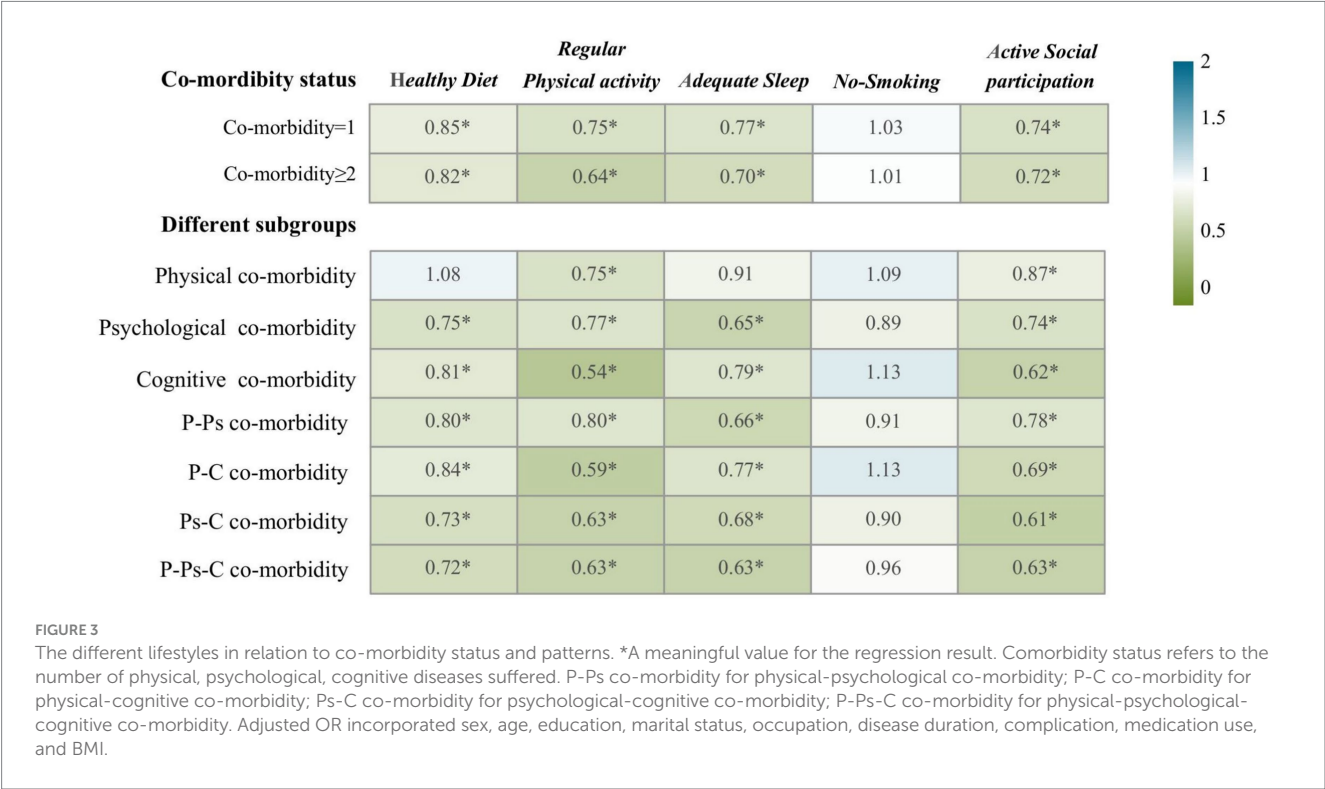 Regular
Active Social
Co-mordibity status Healthy Diet Physical activity Adequate Sleep No-Smoking participation
Co-morbidity=1 0.85* 0.75* 0.77* 1.03 0.74*
Co-morbidity≥2 0.82* 0.64* 0.70* 1.01 0.72*
Different subgroups
Physical co-morbidity 1.08 0.75* 0.91 1.09 0.87*
Psychological co-morbidity 0.75* 0.77* 0.65* 0.89 0.74*
Cognitive co-morbidity 0.81* 0.54* 0.79* 1.13 0.62*
P-Ps co-morbidity 0.80* 0.80* 0.66* 0.91 0.78*
P-C co-morbidity 0.84* 0.59* 0.77* 1.13 0.69*
Ps-C co-morbidity 0.73* 0.63* 0.68* 0.90 0.61*
P-Ps-C co-morbidity 0.72* 0.63* 0.63* 0.96 0.63*
2
1.5
1
0.5
0
FIGURE 3
The different lifestyles in relation to co-morbidity status and patterns. *A meaningful value for the regression result. Comorbidity status refers to the
number of physical, psychological, cognitive diseases suffered. P-Ps co-morbidity for physical-psychological co-morbidity; P-C co-morbidity for
physical-cognitive co-morbidity; Ps-C co-morbidity for psychological-cognitive co-morbidity; P-Ps-C co-morbidity for physical-psychological-
cognitive co-morbidity. Adjusted OR incorporated sex, age, education, marital status, occupation, disease duration, complication, medication use,
and BMI.